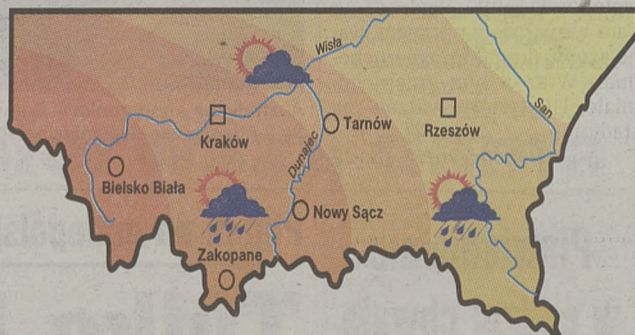 Wisła
San
Tarnów
Rzeszów
Kraków
Dunajec
Bielsko Biała
Nowy Sącz
Zakopane